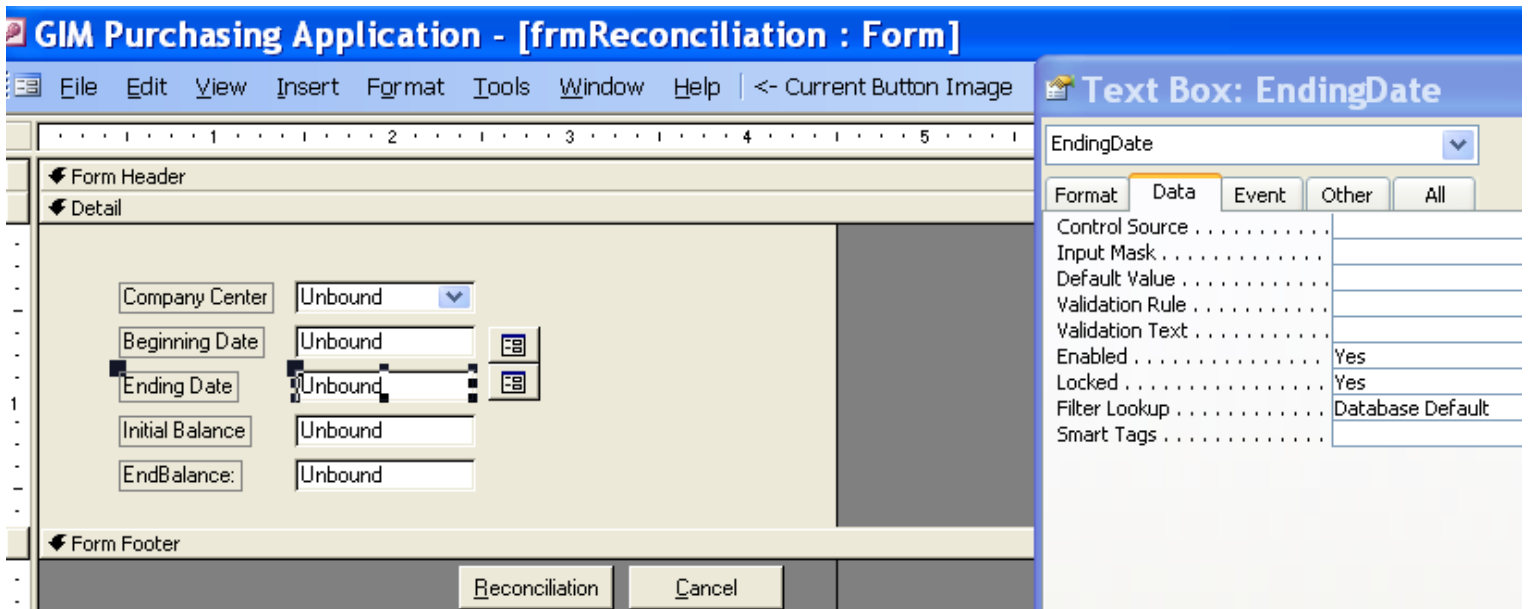 GIM Purchasing Application - [frmReconciliation : Form]
File Edit View Insert Format Tools Window Help <- Current Button Image
1 2 3 4 5
Form Header
Detail
Company Center Unbound
Beginning Date Unbound
Ending Date Unbound
1
Initial Balance Unbound
EndBalance: Unbound
Form Footer
Reconciliation Cancel
Text Box: EndingDate
EndingDate
Format Data Event Other All
Control Source . . . . . . . . . . .
Input Mask . . . . . . . . . . . . .
Default Value . . . . . . . . . . . .
Validation Rule . . . . . . . . . . .
Validation Text . . . . . . . . . . .
Enabled . . . . . . . . . . . . . . . Yes
Locked . . . . . . . . . . . . . . . . Yes
Filter Lookup . . . . . . . . . . . . Database Default
Smart Tags . . . . . . . . . . . . .